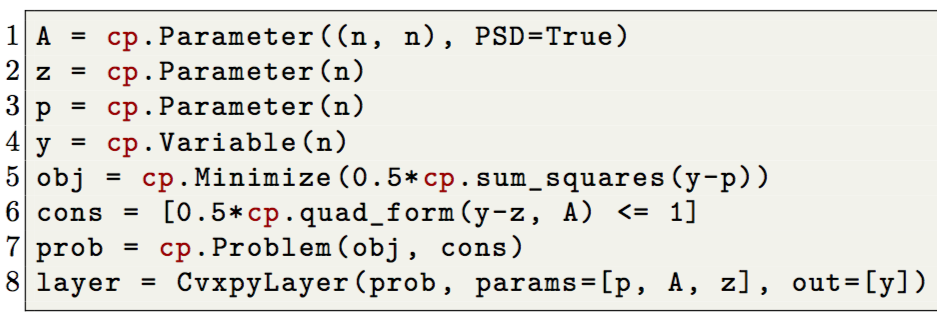 1 A = cp.Parameter((n, n), PSD=True)
2 z = cp.Parameter(n)
3 p = cp.Parameter(n)
4 y = cp.Variable(n)
5 obj = cp.Minimize(0.5*cp.sum_squares(y-p))
6 cons = [0.5*cp.quad_form(y-z, A) <= 1]
7 prob = cp.Problem(obj, cons)
8 layer = CvxpyLayer(prob, params=[p, A, z], out=[y])